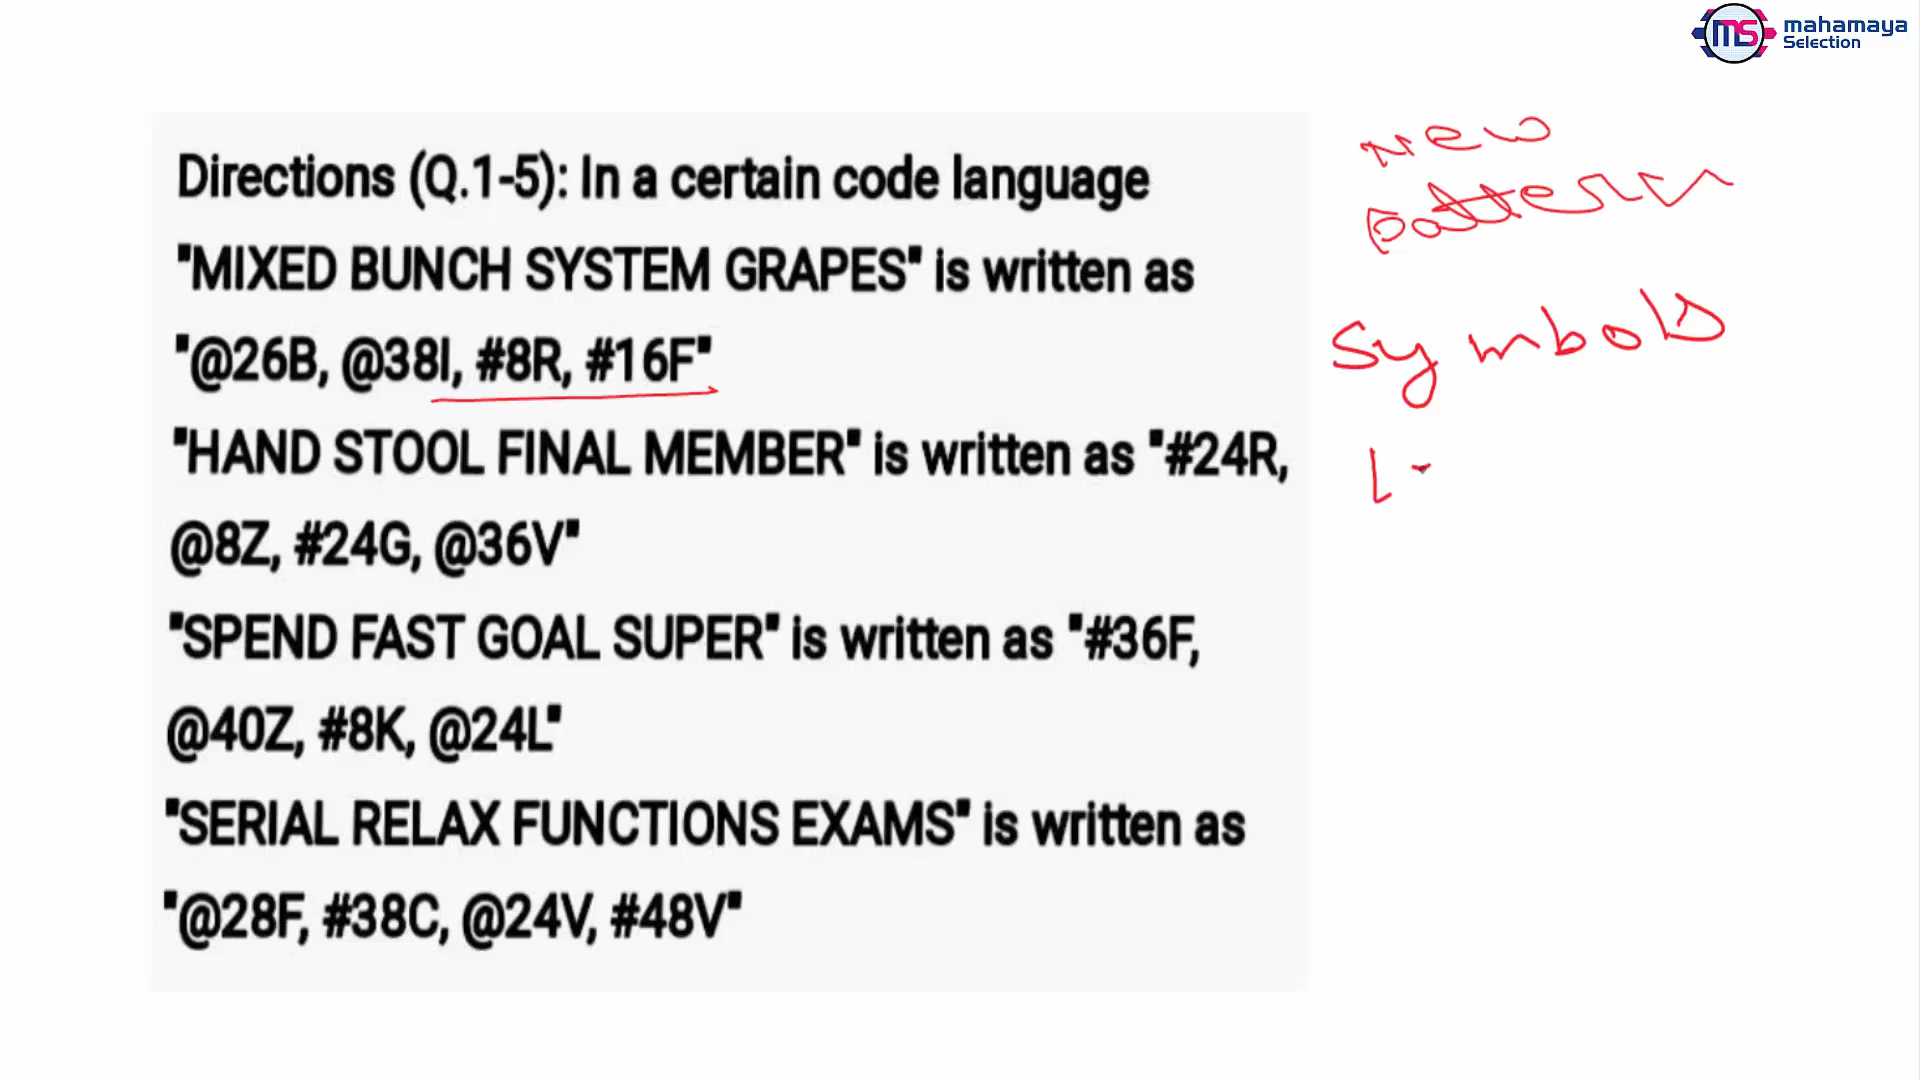 mahamaya
Selection
Directions (Q.1-5): In a certain code language
"MIXED BUNCH SYSTEM GRAPES" is written as
"@26B, @38I, #8R, #16F"
"HAND STOOL FINAL MEMBER" is written as "#24R,
@8Z, #24G, @36V"
"SPEND FAST GOAL SUPER" is written as "#36F,
@40Z, #8K, @24L"
"SERIAL RELAX FUNCTIONS EXAMS" is written as
"@28F, #38C, @24V, #48V"
New
Pattern
Symbols